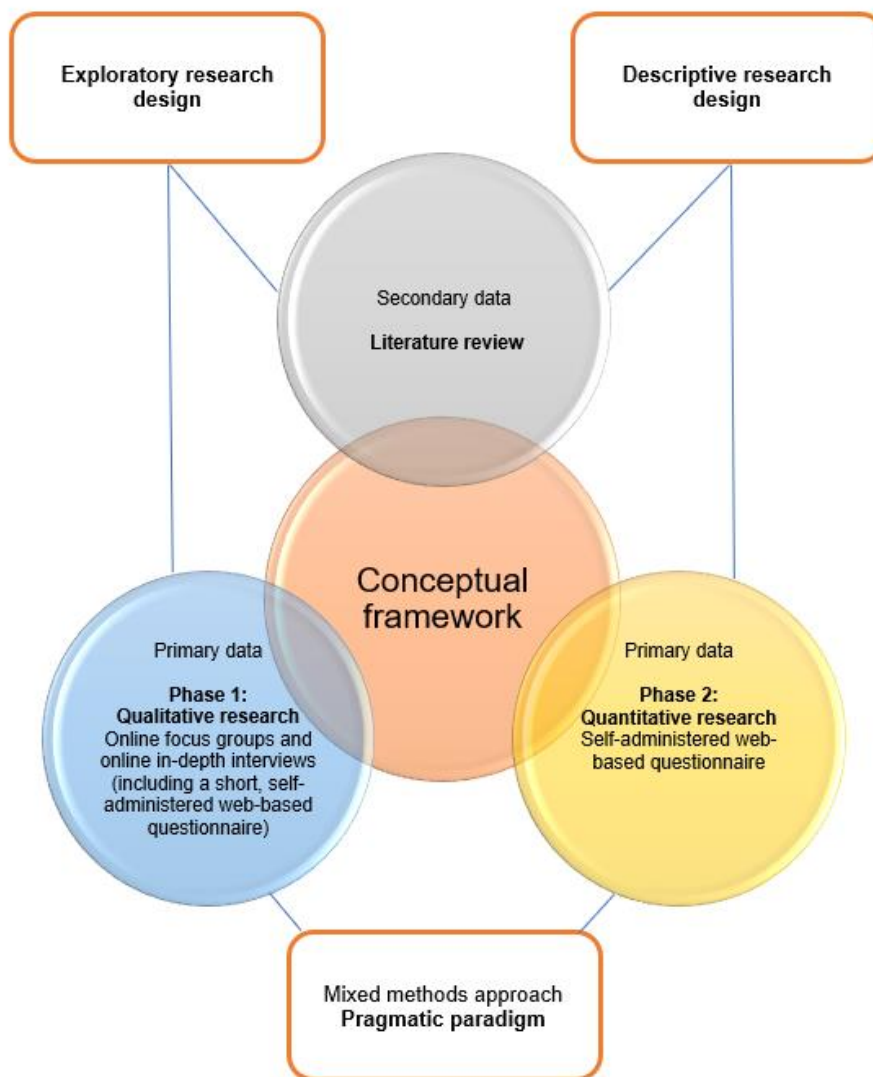 Exploratory research
design
Descriptive research
design
Secondary data
Literature review
Conceptual
framework
Primary data
Phase 1:
Qualitative research
Online focus groups and
online in-depth interviews
(including a short, self-
administered web-based
questionnaire)
Primary data
Phase 2:
Quantitative research
Self-administered web-
based questionnaire
Mixed methods approach
Pragmatic paradigm